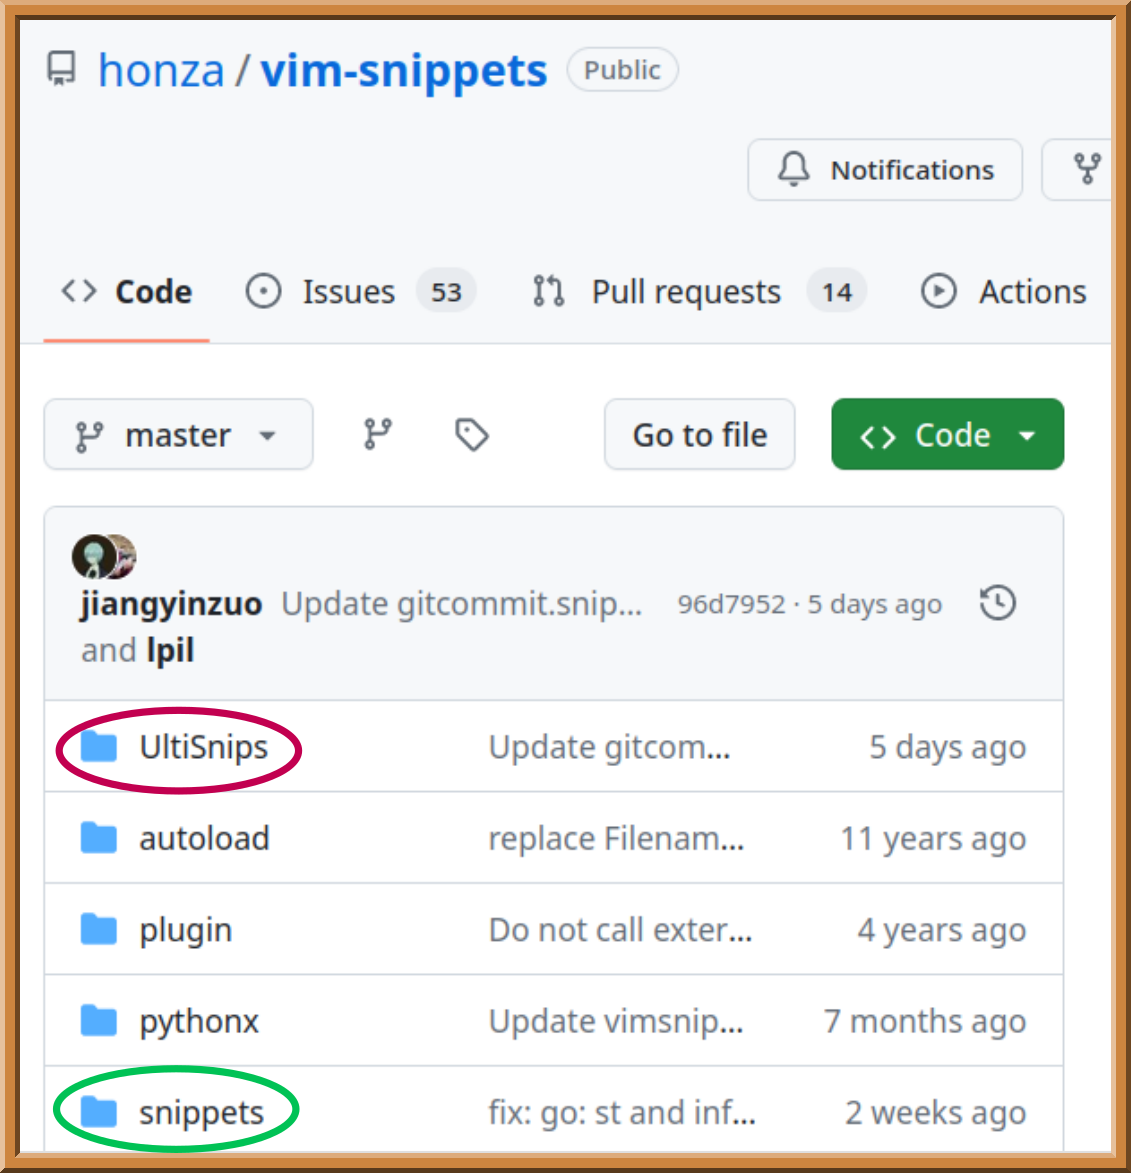 honza / vim-snippets Public
Notifications
Code Issues 53 Pull requests 14 Actions
master Go to file Code
jiangyinzuo Update gitcommit.snip... 96d7952 · 5 days ago
and lpil
UltiSnips Update gitcom... 5 days ago
autoload replace Filenam... 11 years ago
plugin Do not call exter... 4 years ago
pythonx Update vimsnip... 7 months ago
snippets fix: go: st and inf... 2 weeks ago